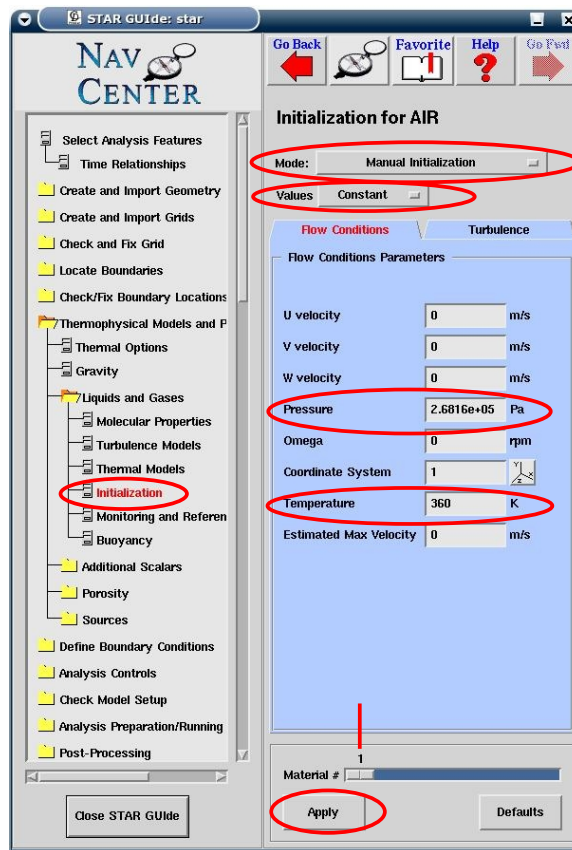 STAR GUIde: star
NAV
CENTER
Select Analysis Features
Time Relationships
Create and Import Geometry
Create and Import Grids
Check and Fix Grid
Locate Boundaries
Check/Fix Boundary Locations
Thermophysical Models and P
Thermal Options
Gravity
Liquids and Gases
Molecular Properties
Turbulence Models
Thermal Models
Initialization
Monitoring and Referen
Buoyancy
Additional Scalars
Porosity
Sources
Define Boundary Conditions
Analysis Controls
Check Model Setup
Analysis Preparation/Running
Post-Processing
Close STAR GUIde
Go Back Favorite Help Go Fwd
Initialization for AIR
Mode: Manual Initialization
Values Constant
Flow Conditions Turbulence
Flow Conditions Parameters
U velocity 0 m/s
V velocity 0 m/s
W velocity 0 m/s
Pressure 2.6816e+05 Pa
Omega 0 rpm
Coordinate System 1 Y X Z
Temperature 360 K
Estimated Max Velocity 0 m/s
1
Material #
Apply Defaults